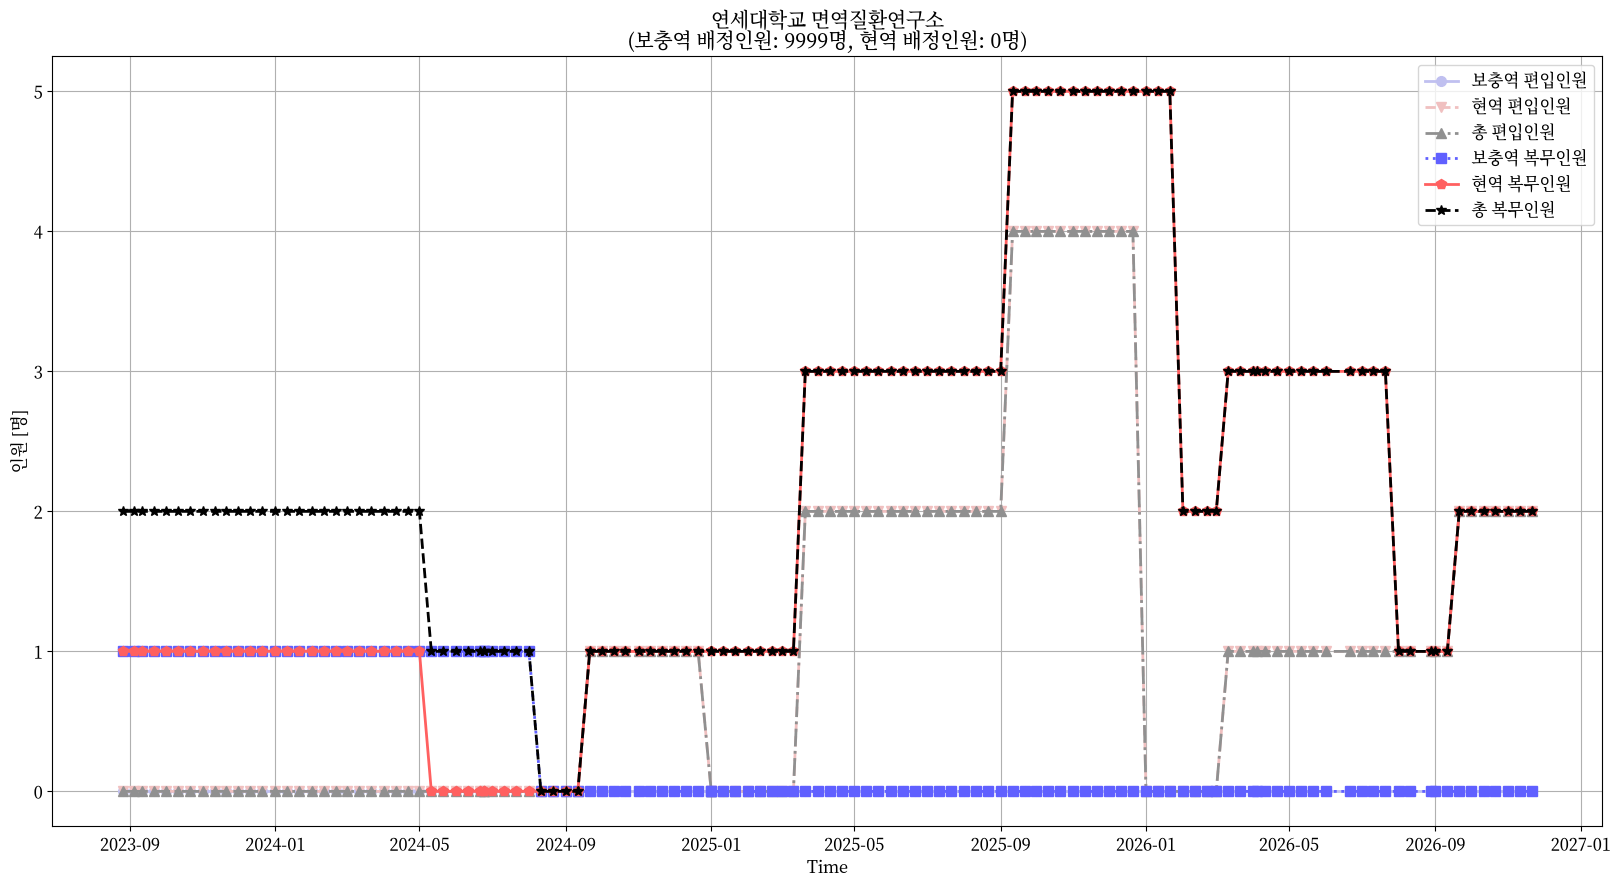 연세대학교 면역질환연구소
(보충역 배정인원: 9999명, 현역 배정인원: 0명)
보충역 편입인원
현역 편입인원
총 편입인원
보충역 복무인원
현역 복무인원
총 복무인원
인원 [명]
5
4
3
2
1
0
2023-09
2024-01
2024-05
2024-09
2025-01
2025-05
2025-09
2026-01
2026-05
2026-09
2027-01
Time